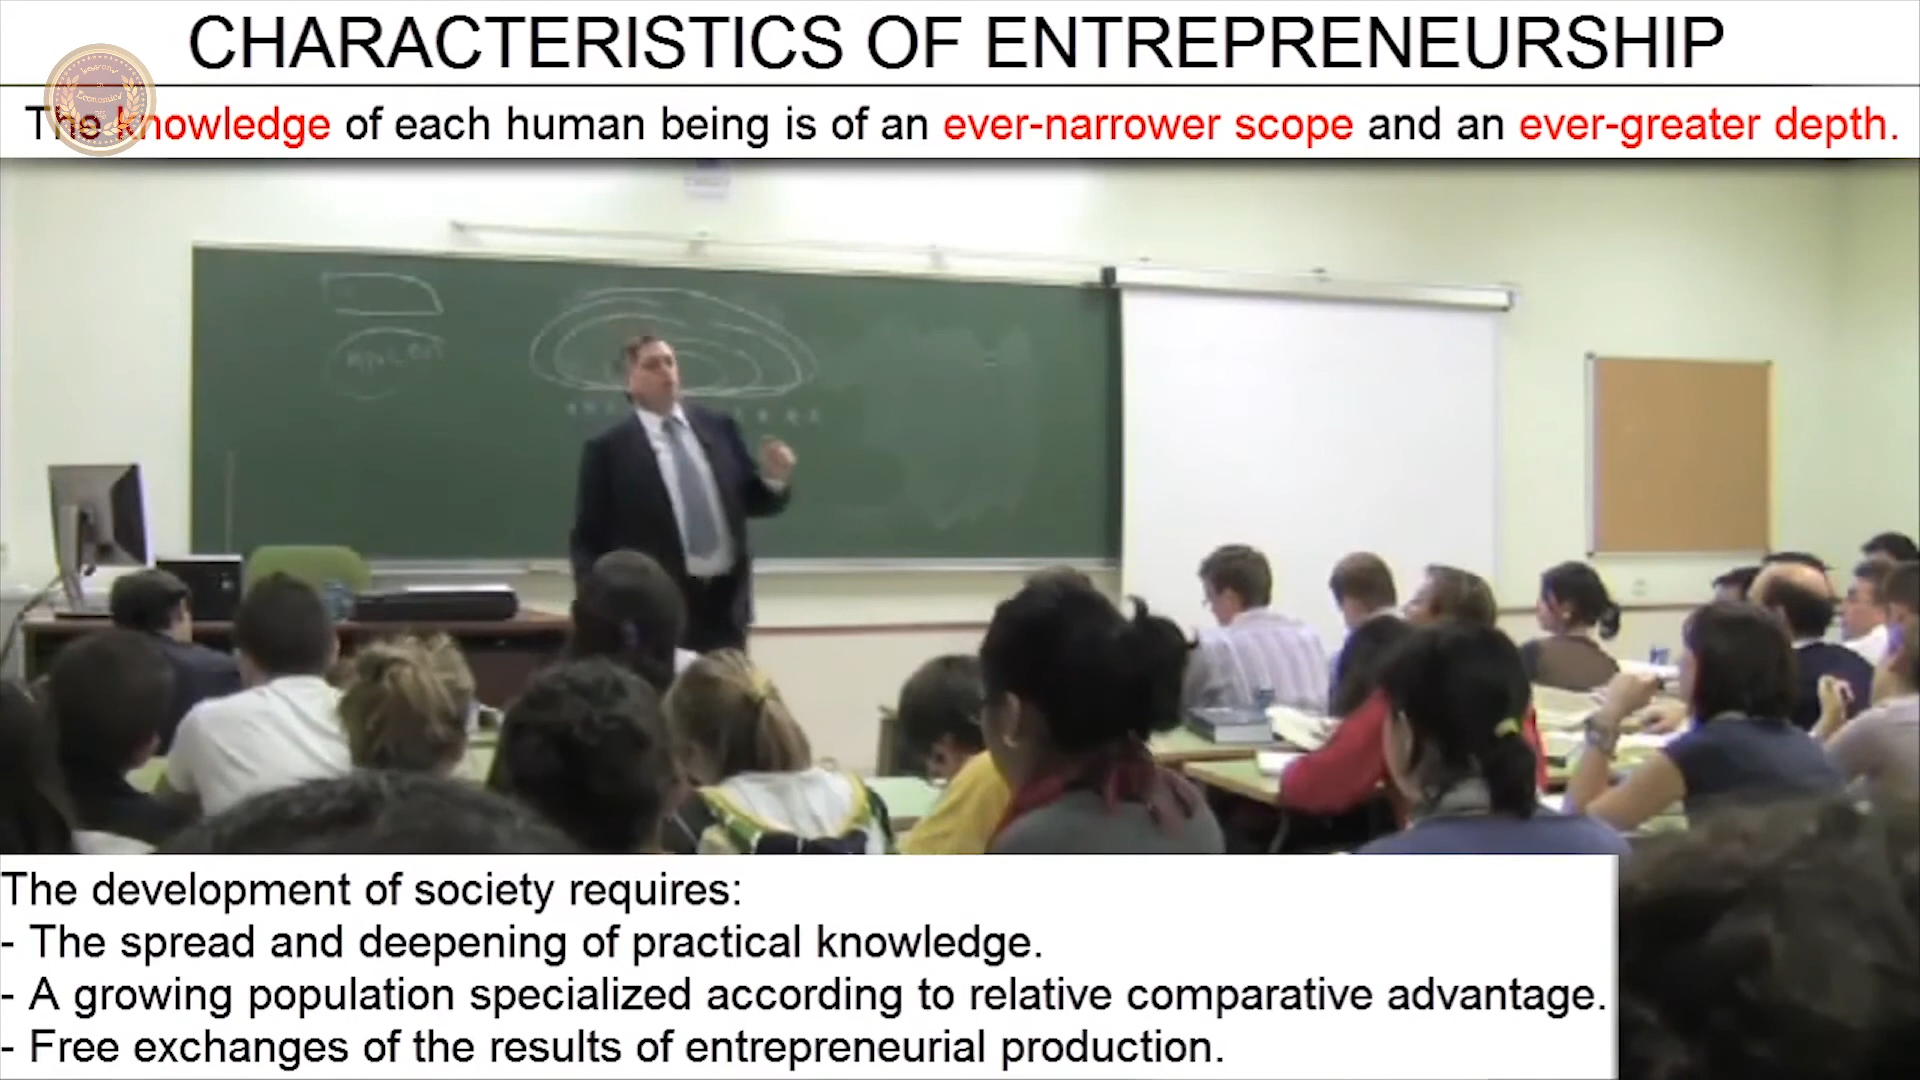 CHARACTERISTICS OF ENTREPRENEURSHIP
The knowledge of each human being is of an ever-narrower scope and an ever-greater depth.
The development of society requires:
- The spread and deepening of practical knowledge.
- A growing population specialized according to relative comparative advantage.
- Free exchanges of the results of entrepreneurial production.